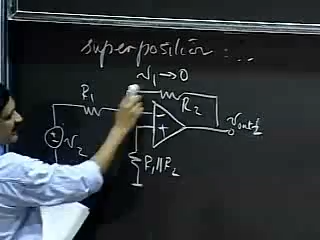 superposition: ...
v₁ → 0
R₁
R₂
−
+
v₂
vout₂
R₁||R₂